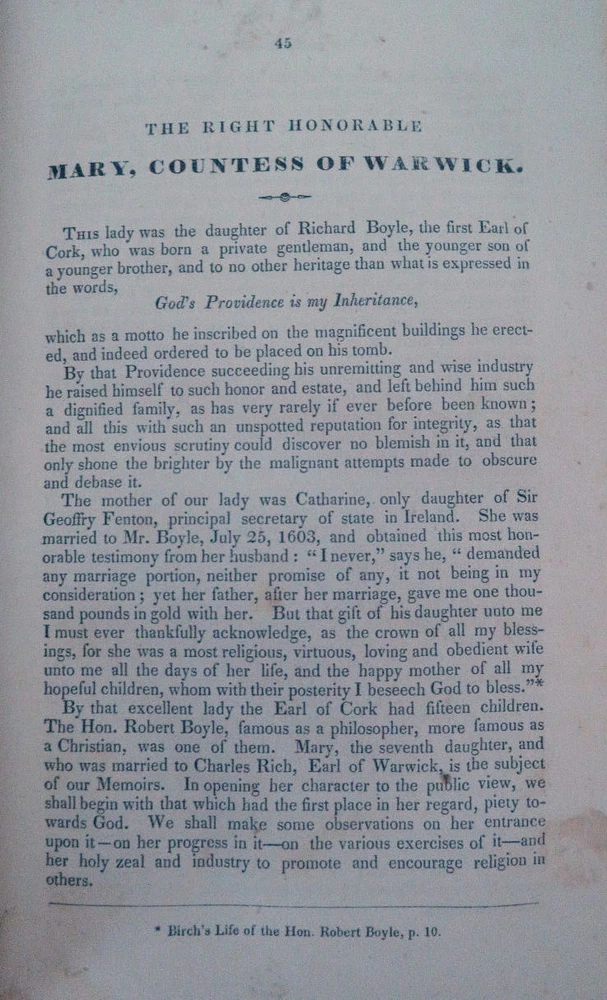 45
THE RIGHT HONORABLE
MARY, COUNTESS OF WARWICK.
THIS lady was the daughter of Richard Boyle, the first Earl of
Cork, who was born a private gentleman, and the younger son of
a younger brother, and to no other heritage than what is expressed in
the words,
God's Providence is my Inheritance,
which as a motto he inscribed on the magnificent buildings he erect-
ed, and indeed ordered to be placed on his tomb.
By that Providence succeeding his unremitting and wise industry
he raised himself to such honor and estate, and left behind him such
a dignified family, as has very rarely if ever before been known;
and all this with such an unspotted reputation for integrity, as that
the most envious scrutiny could discover no blemish in it, and that
only shone the brighter by the malignant attempts made to obscure
and debase it.
The mother of our lady was Catharine, only daughter of Sir
Geoffry Fenton, principal secretary of state in Ireland. She was
married to Mr. Boyle, July 25, 1603, and obtained this most hon-
orable testimony from her husband: "I never," says he, "demanded
any marriage portion, neither promise of any, it not being in my
consideration; yet her father, after her marriage, gave me one thou-
sand pounds in gold with her. But that gift of his daughter unto me
I must ever thankfully acknowledge, as the crown of all my bless-
ings, for she was a most religious, virtuous, loving and obedient wife
unto me all the days of her life, and the happy mother of all my
hopeful children, whom with their posterity I beseech God to bless."*
By that excellent lady the Earl of Cork had fifteen children.
The Hon. Robert Boyle, famous as a philosopher, more famous as
a Christian, was one of them. Mary, the seventh daughter, and
who was married to Charles Rich, Earl of Warwick, is the subject
of our Memoirs. In opening her character to the public view, we
shall begin with that which had the first place in her regard, piety to-
wards God. We shall make some observations on her entrance
upon it—on her progress in it—on the various exercises of it—and
her holy zeal and industry to promote and encourage religion in
others.
* Birch's Life of the Hon. Robert Boyle, p. 10.